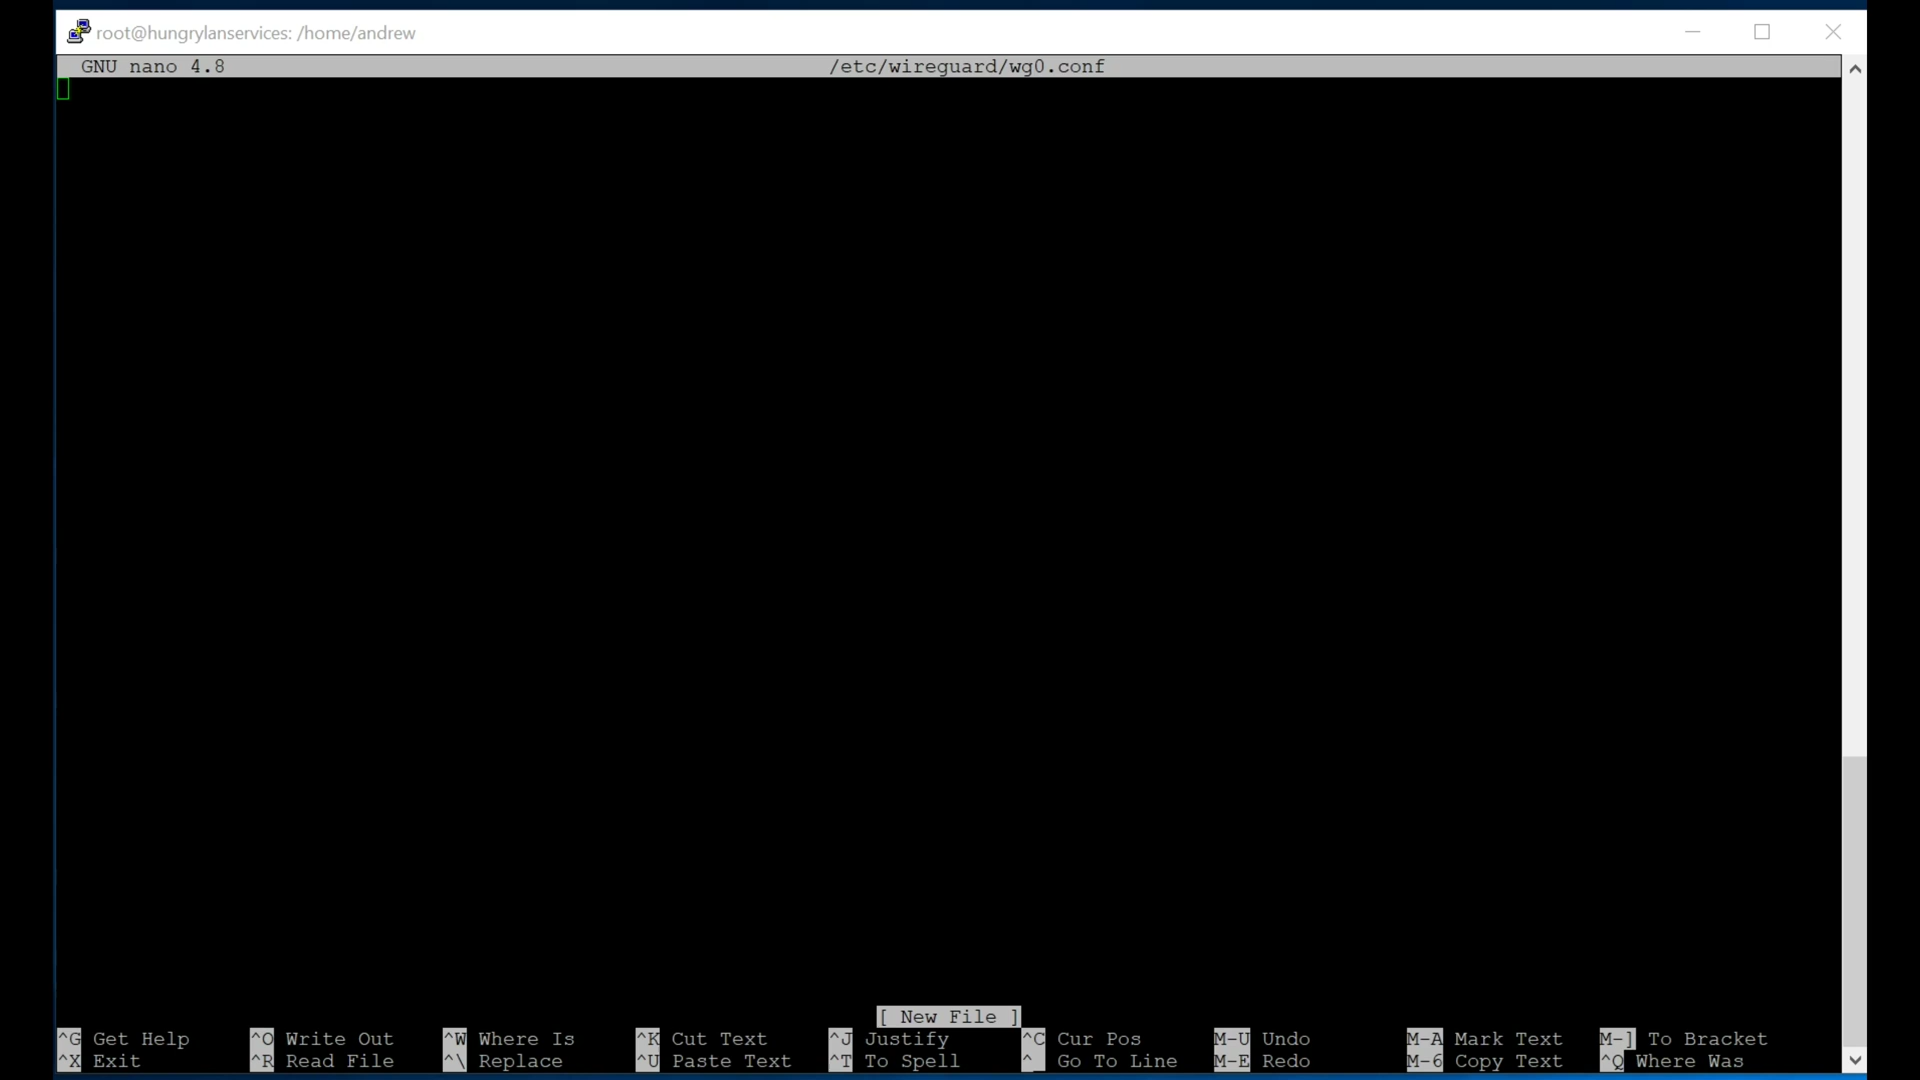 root@hungrylanservices: /home/andrew
GNU nano 4.8 /etc/wireguard/wg0.conf
[ New File ]
^G Get Help ^O Write Out ^W Where Is ^K Cut Text ^J Justify ^C Cur Pos M-U Undo M-A Mark Text M-] To Bracket
^X Exit ^R Read File ^\ Replace ^U Paste Text ^T To Spell ^_ Go To Line M-E Redo M-6 Copy Text ^Q Where Was